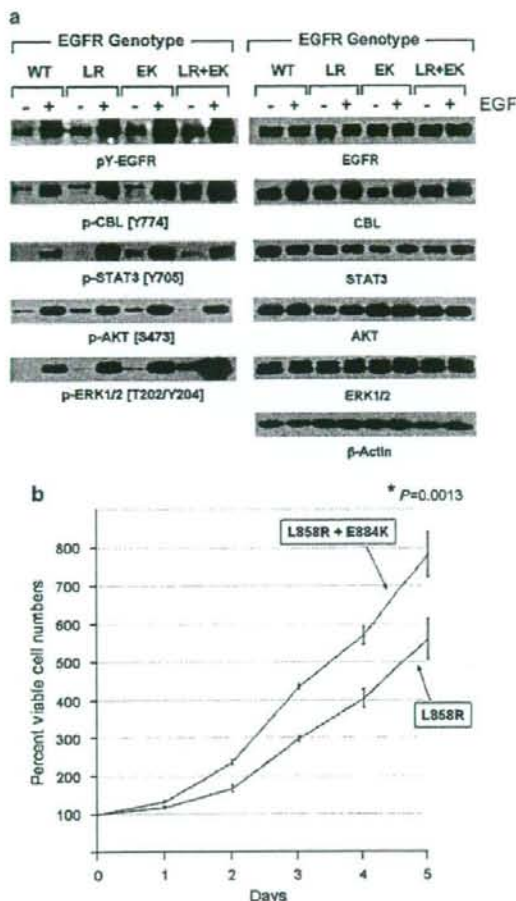 a
EGFR Genotype EGFR Genotype
WT LR EK LR+EK WT LR EK LR+EK
- + - + - + - + - + - + - + - + EGF
pY-EGFR EGFR
p-CBL [Y774] CBL
p-STAT3 [Y705] STAT3
p-AKT [S473] AKT
p-ERK1/2 [T202/Y204] ERK1/2
β-Actin
b
* P=0.0013
L858R + E884K
L858R
Percent viable cell numbers
800
700
600
500
400
300
200
100
0 1 2 3 4 5
Days